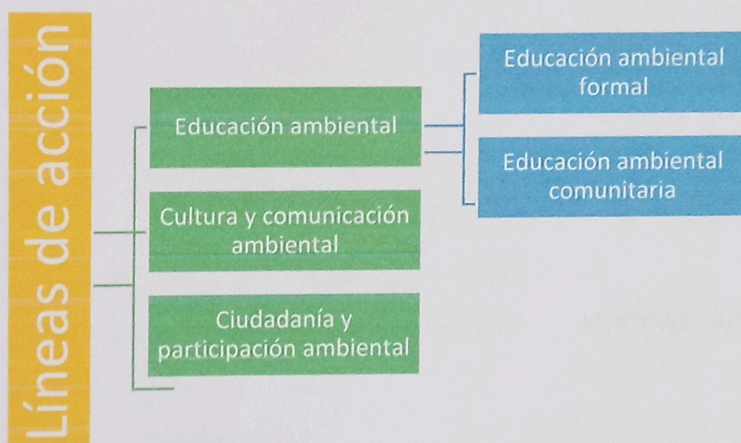 Líneas de acción
Educación ambiental
Cultura y comunicación
ambiental
Ciudadanía y
participación ambiental
Educación ambiental
formal
Educación ambiental
comunitaria